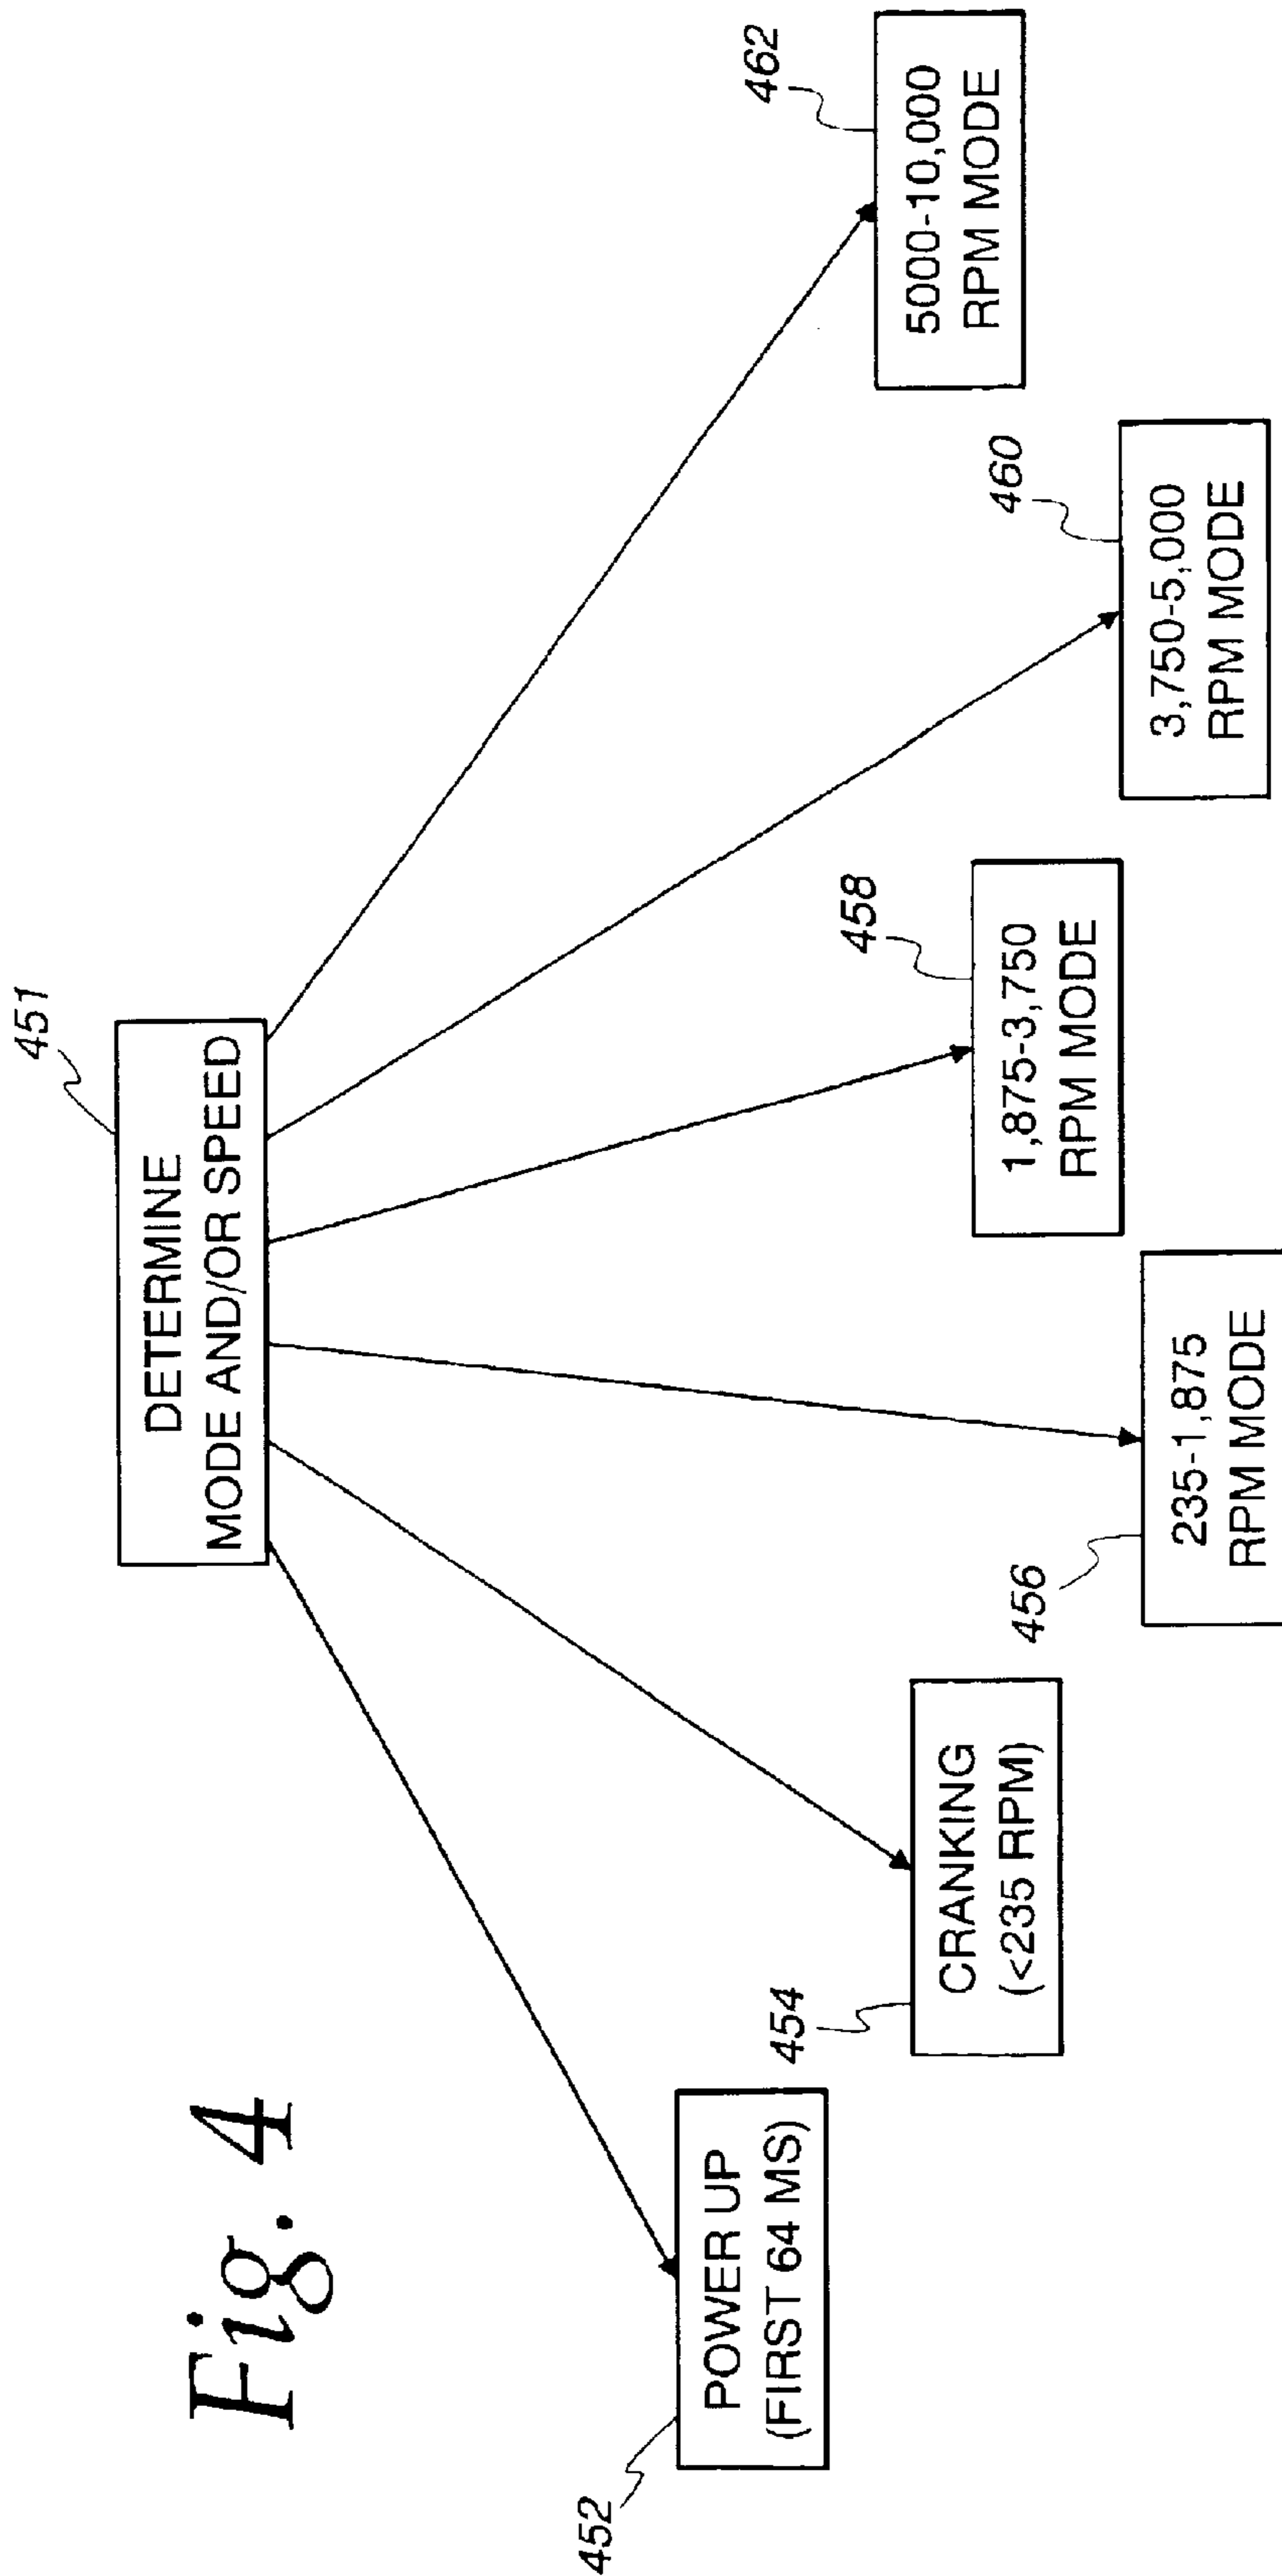 Fig. 4
451
DETERMINE
MODE AND/OR SPEED
452
POWER UP
(FIRST 64 MS)
454
CRANKING
(<235 RPM)
456
235-1,875
RPM MODE
458
1,875-3,750
RPM MODE
460
3,750-5,000
RPM MODE
462
5000-10,000
RPM MODE